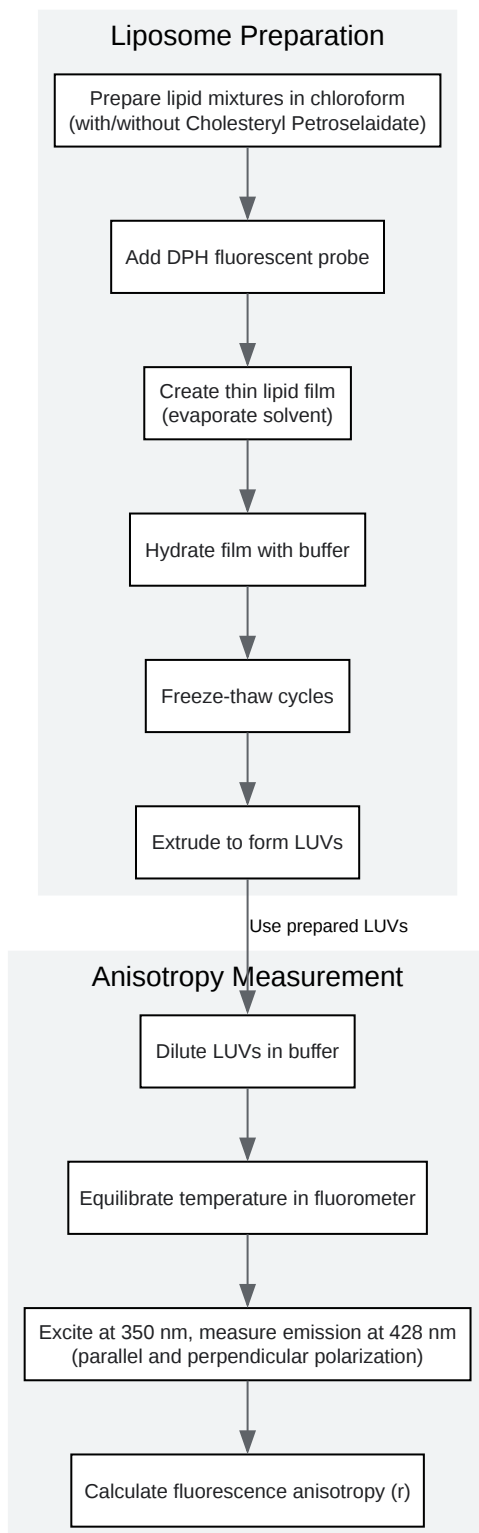 Liposome Preparation
Prepare lipid mixtures in chloroform
(with/without Cholesteryl Petroselaidate)
Add DPH fluorescent probe
Create thin lipid film
(evaporate solvent)
Hydrate film with buffer
Freeze-thaw cycles
Extrude to form LUVs
Use prepared LUVs
Anisotropy Measurement
Dilute LUVs in buffer
Equilibrate temperature in fluorometer
Excite at 350 nm, measure emission at 428 nm
(parallel and perpendicular polarization)
Calculate fluorescence anisotropy (r)